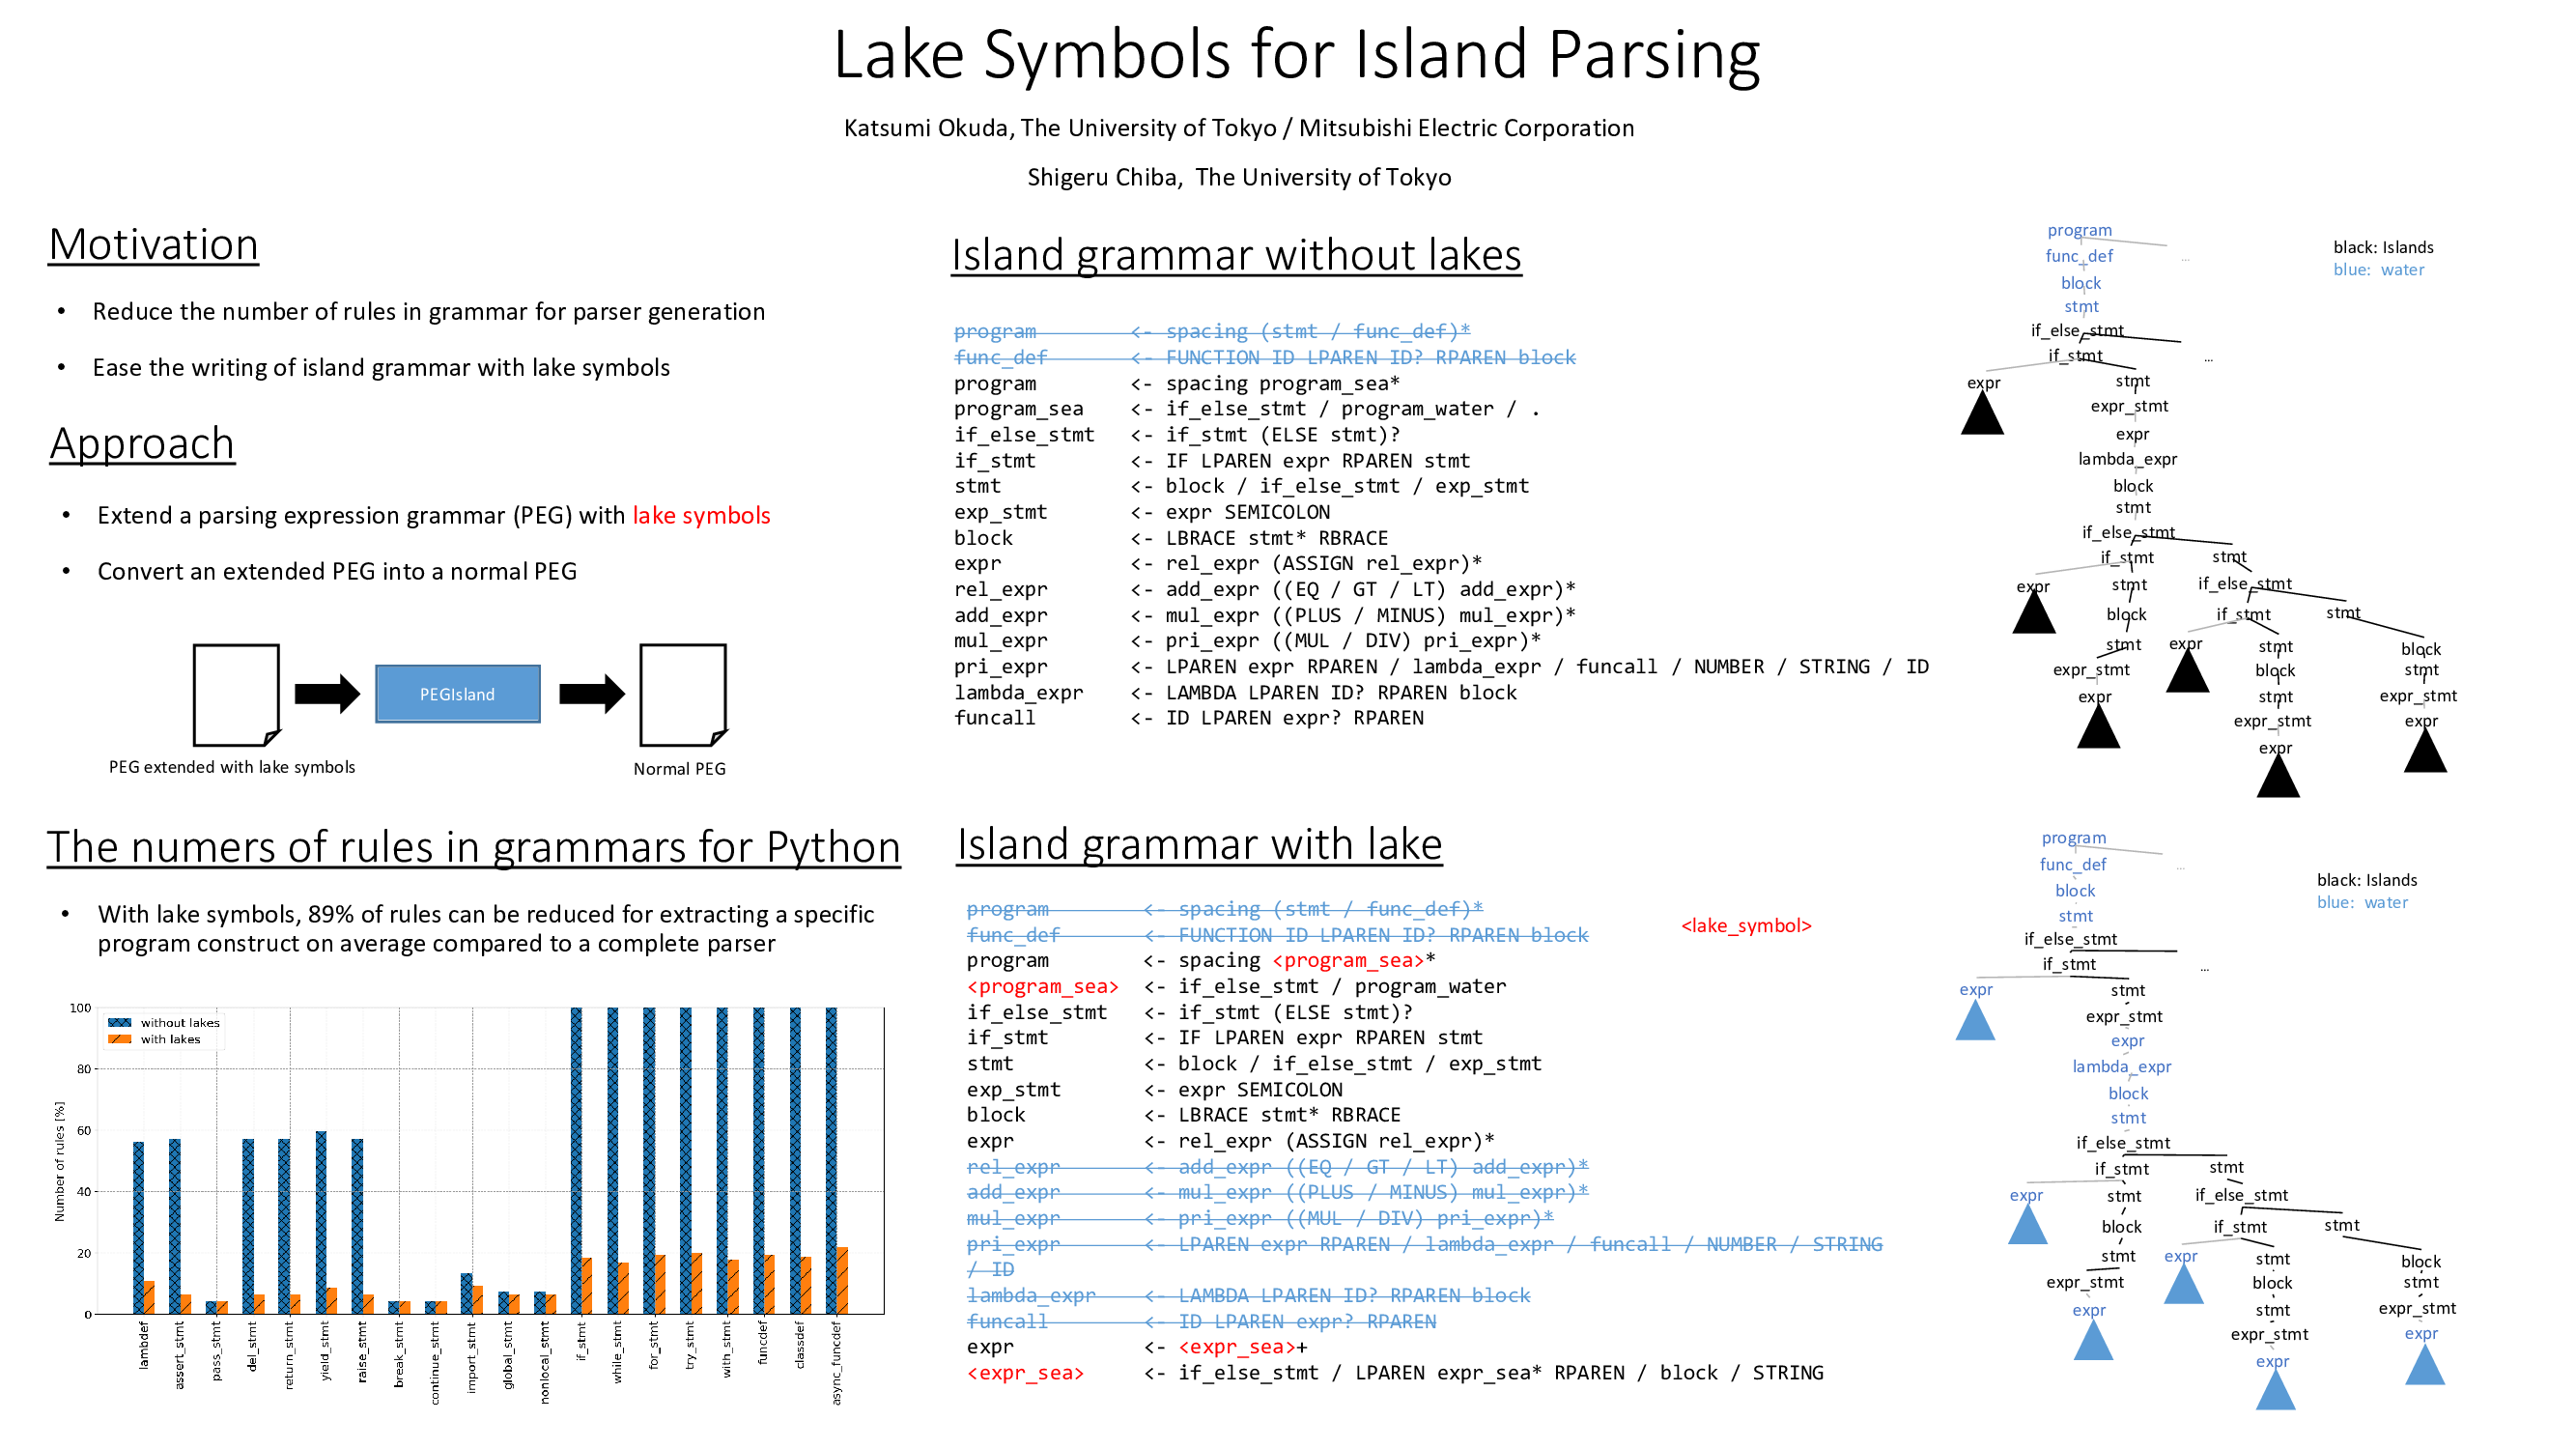 Lake Symbols for Island Parsing
Katsumi Okuda, The University of Tokyo / Mitsubishi Electric Corporation
Shigeru Chiba,  The University of Tokyo
Motivation
• Reduce the number of rules in grammar for parser generation
• Ease the writing of island grammar with lake symbols
Approach
• Extend a parsing expression grammar (PEG) with lake symbols
• Convert an extended PEG into a normal PEG
PEGIsland
PEG extended with lake symbols
Normal PEG
The numers of rules in grammars for Python
• With lake symbols, 89% of rules can be reduced for extracting a specific
program construct on average compared to a complete parser
without lakes
with lakes
Number of rules [%]
100
80
60
40
20
0
lambdef
assert_stmt
pass_stmt
del_stmt
return_stmt
yield_stmt
raise_stmt
break_stmt
continue_stmt
import_stmt
global_stmt
nonlocal_stmt
if_stmt
while_stmt
for_stmt
try_stmt
with_stmt
funcdef
classdef
async_funcdef
Island grammar without lakes
program <- spacing (stmt / func_def)*
func_def <- FUNCTION ID LPAREN ID? RPAREN block
program <- spacing program_sea*
program_sea <- if_else_stmt / program_water / .
if_else_stmt <- if_stmt (ELSE stmt)?
if_stmt <- IF LPAREN expr RPAREN stmt
stmt <- block / if_else_stmt / exp_stmt
exp_stmt <- expr SEMICOLON
block <- LBRACE stmt* RBRACE
expr <- rel_expr (ASSIGN rel_expr)*
rel_expr <- add_expr ((EQ / GT / LT) add_expr)*
add_expr <- mul_expr ((PLUS / MINUS) mul_expr)*
mul_expr <- pri_expr ((MUL / DIV) pri_expr)*
pri_expr <- LPAREN expr RPAREN / lambda_expr / funcall / NUMBER / STRING / ID
lambda_expr <- LAMBDA LPAREN ID? RPAREN block
funcall <- ID LPAREN expr? RPAREN
black: Islands
blue:  water
program
func_def ...
block
stmt
if_else_stmt
if_stmt ...
expr stmt
expr_stmt
expr
lambda_expr
block
stmt
if_else_stmt
if_stmt stmt
expr stmt if_else_stmt
block if_stmt stmt
stmt expr stmt block
expr_stmt block stmt
expr stmt expr_stmt
expr_stmt expr
expr
Island grammar with lake
<lake_symbol>
program <- spacing (stmt / func_def)*
func_def <- FUNCTION ID LPAREN ID? RPAREN block
program <- spacing <program_sea>*
<program_sea> <- if_else_stmt / program_water
if_else_stmt <- if_stmt (ELSE stmt)?
if_stmt <- IF LPAREN expr RPAREN stmt
stmt <- block / if_else_stmt / exp_stmt
exp_stmt <- expr SEMICOLON
block <- LBRACE stmt* RBRACE
expr <- rel_expr (ASSIGN rel_expr)*
rel_expr <- add_expr ((EQ / GT / LT) add_expr)*
add_expr <- mul_expr ((PLUS / MINUS) mul_expr)*
mul_expr <- pri_expr ((MUL / DIV) pri_expr)*
pri_expr <- LPAREN expr RPAREN / lambda_expr / funcall / NUMBER / STRING
/ ID
lambda_expr <- LAMBDA LPAREN ID? RPAREN block
funcall <- ID LPAREN expr? RPAREN
expr <- <expr_sea>+
<expr_sea> <- if_else_stmt / LPAREN expr_sea* RPAREN / block / STRING
black: Islands
blue:  water
program
func_def ...
block
stmt
if_else_stmt
if_stmt ...
expr stmt
expr_stmt
expr
lambda_expr
block
stmt
if_else_stmt
if_stmt stmt
expr stmt if_else_stmt
block if_stmt stmt
stmt expr stmt block
expr_stmt block stmt
expr stmt expr_stmt
expr_stmt expr
expr